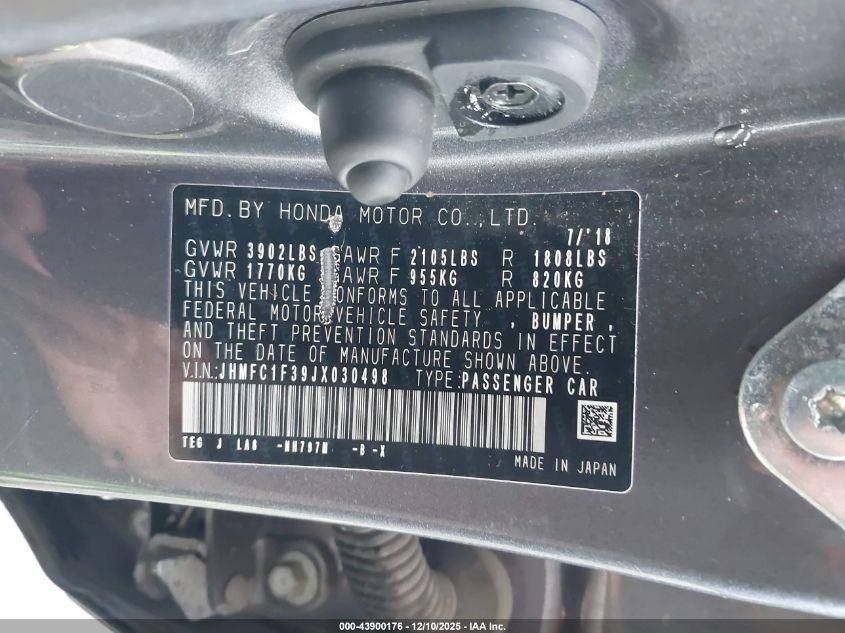 MFD. BY HONDA MOTOR CO., LTD.
7/'18
GVWR 3902LBS GAWR F 2105LBS R 1808LBS
GVWR 1770KG GAWR F 955KG R 820KG
THIS VEHICLE CONFORMS TO ALL APPLICABLE
FEDERAL MOTOR VEHICLE SAFETY , BUMPER ,
AND THEFT PREVENTION STANDARDS IN EFFECT
ON THE DATE OF MANUFACTURE SHOWN ABOVE.
V.I.N: JHMFC1F39JX030498 TYPE: PASSENGER CAR
TEG J LA8 -NH797M -B -X
MADE IN JAPAN
000-43900176 - 12/10/2025 - IAA Inc.